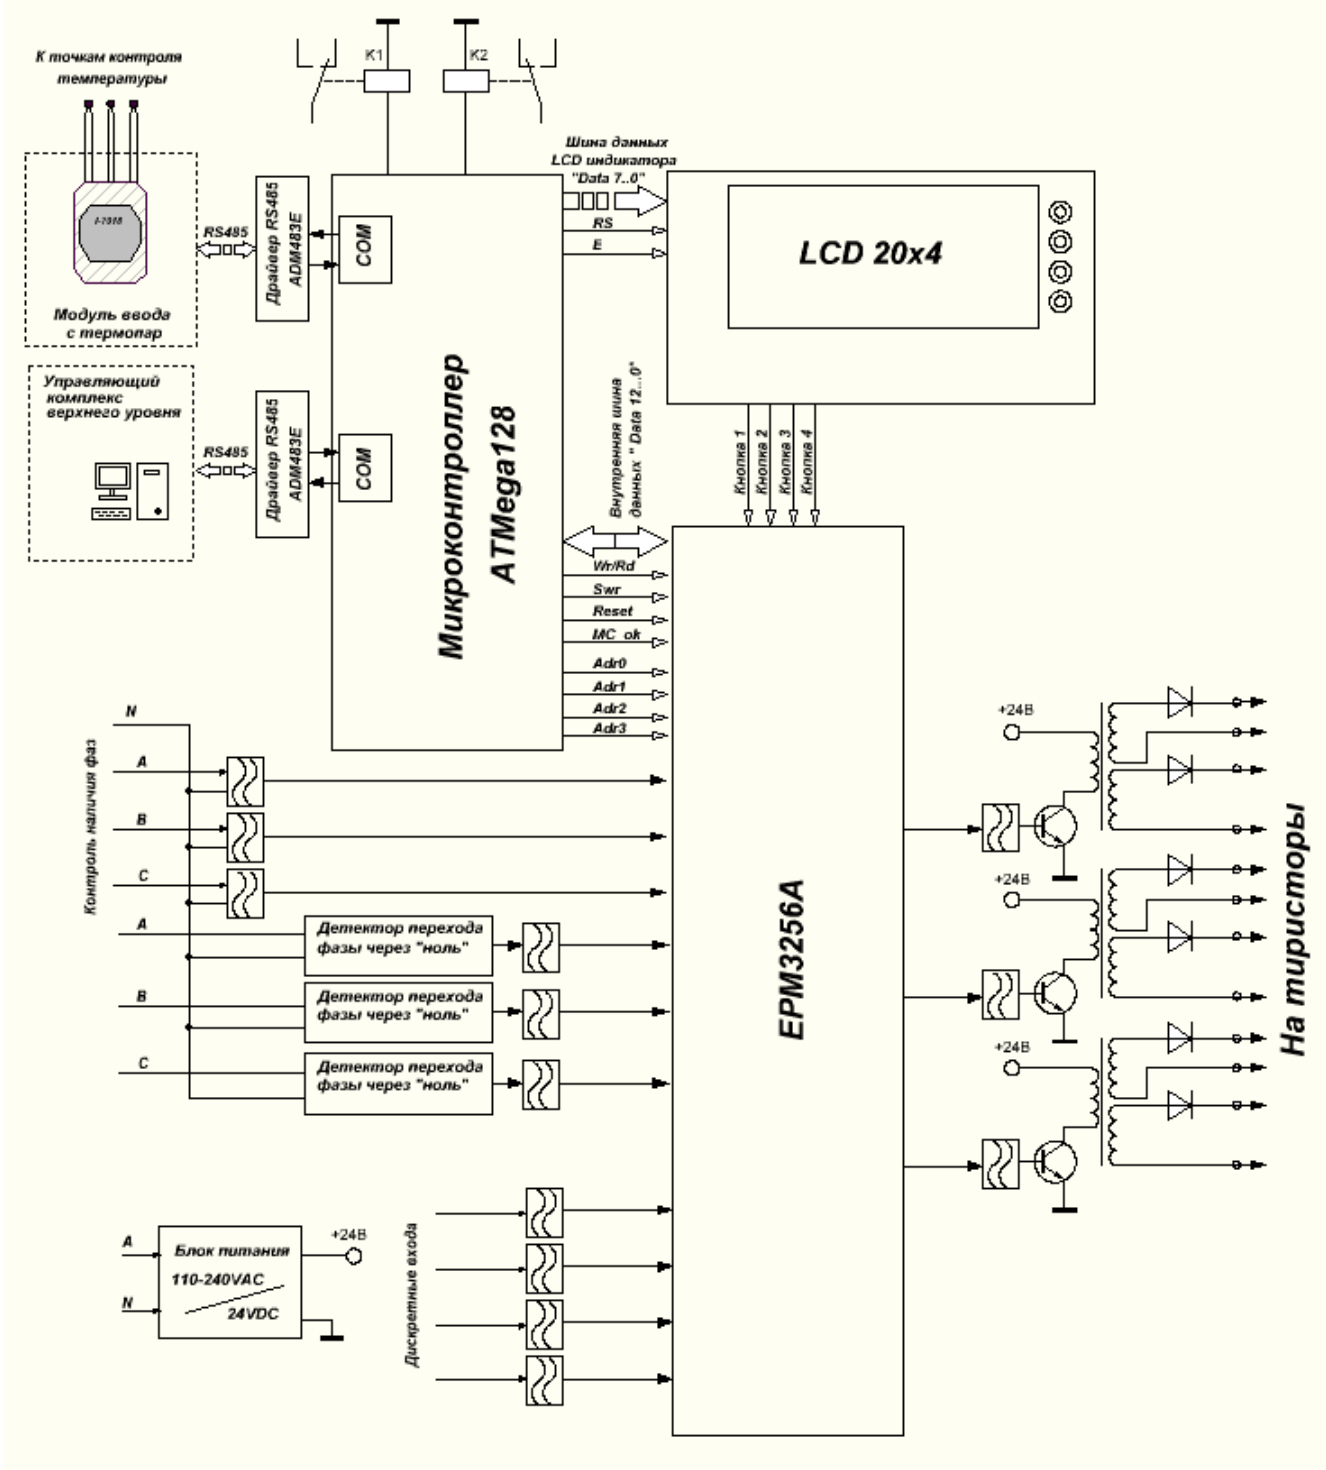 К точкам контроля
температуры
I-7018
Модуль ввода
с термопар
RS485
Драйвер RS485
ADM483E
COM
K1
K2
Шина данных
LCD индикатора
"Data 7..0"
RS
E
LCD 20x4
Управляющий
комплекс
верхнего уровня
RS485
Драйвер RS485
ADM483E
COM
Микроконтроллер
ATMega128
Внутренняя шина
данных " Data 12...0"
Кнопка 1
Кнопка 2
Кнопка 3
Кнопка 4
Wr/Rd
Swr
Reset
MC_ok
Adr0
Adr1
Adr2
Adr3
EPM3256A
Контроль наличия фаз
N
A
B
C
A
Детектор перехода
фазы через "ноль"
B
Детектор перехода
фазы через "ноль"
C
Детектор перехода
фазы через "ноль"
+24В
+24В
+24В
На тиристоры
A
N
Блок питания
110-240VAC
24VDC
+24В
Дискретные входа